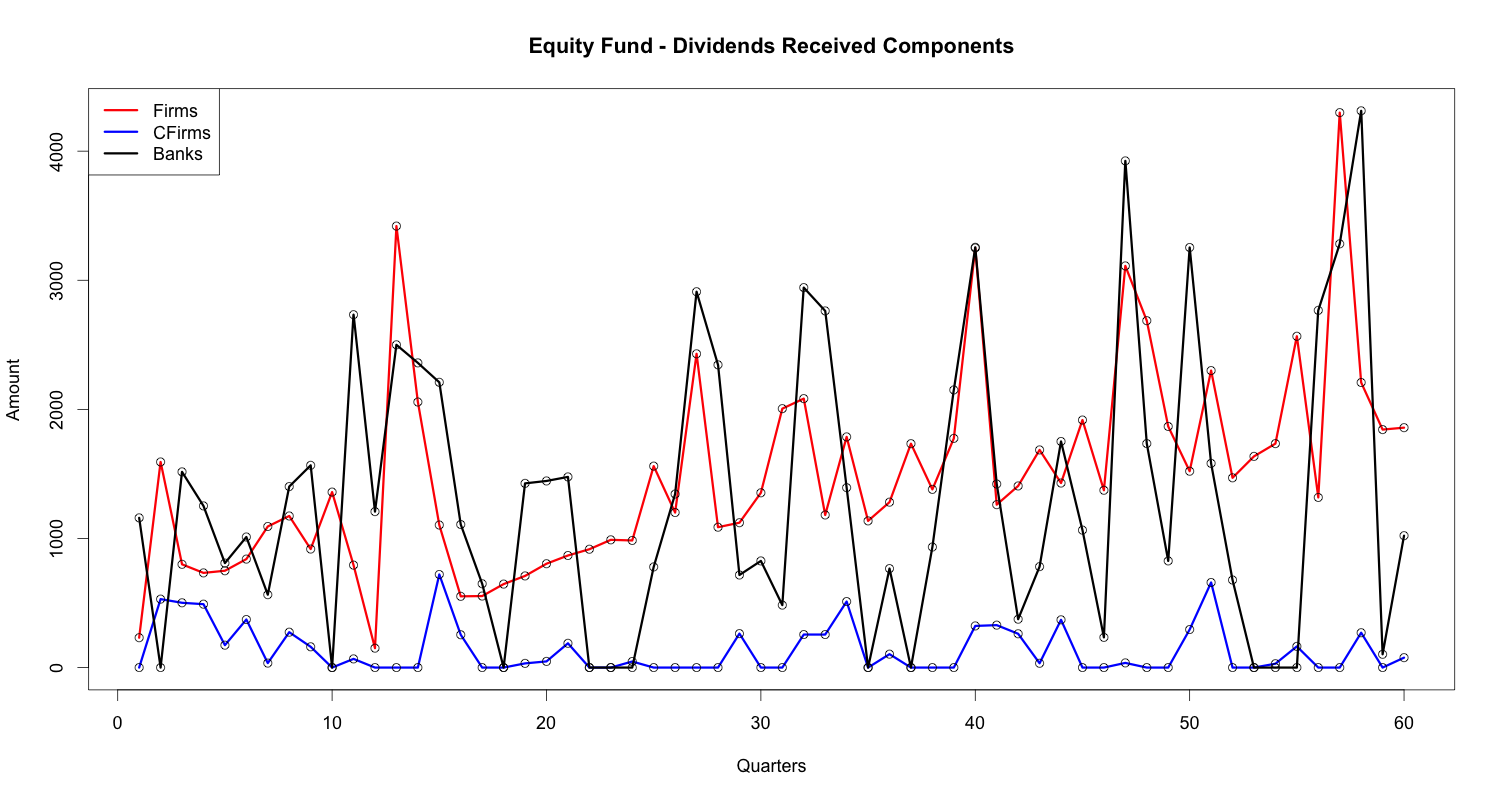 Equity Fund - Dividends Received Components
Firms
CFirms
Banks
Amount
4000
3000
2000
1000
0
0 10 20 30 40 50 60
Quarters